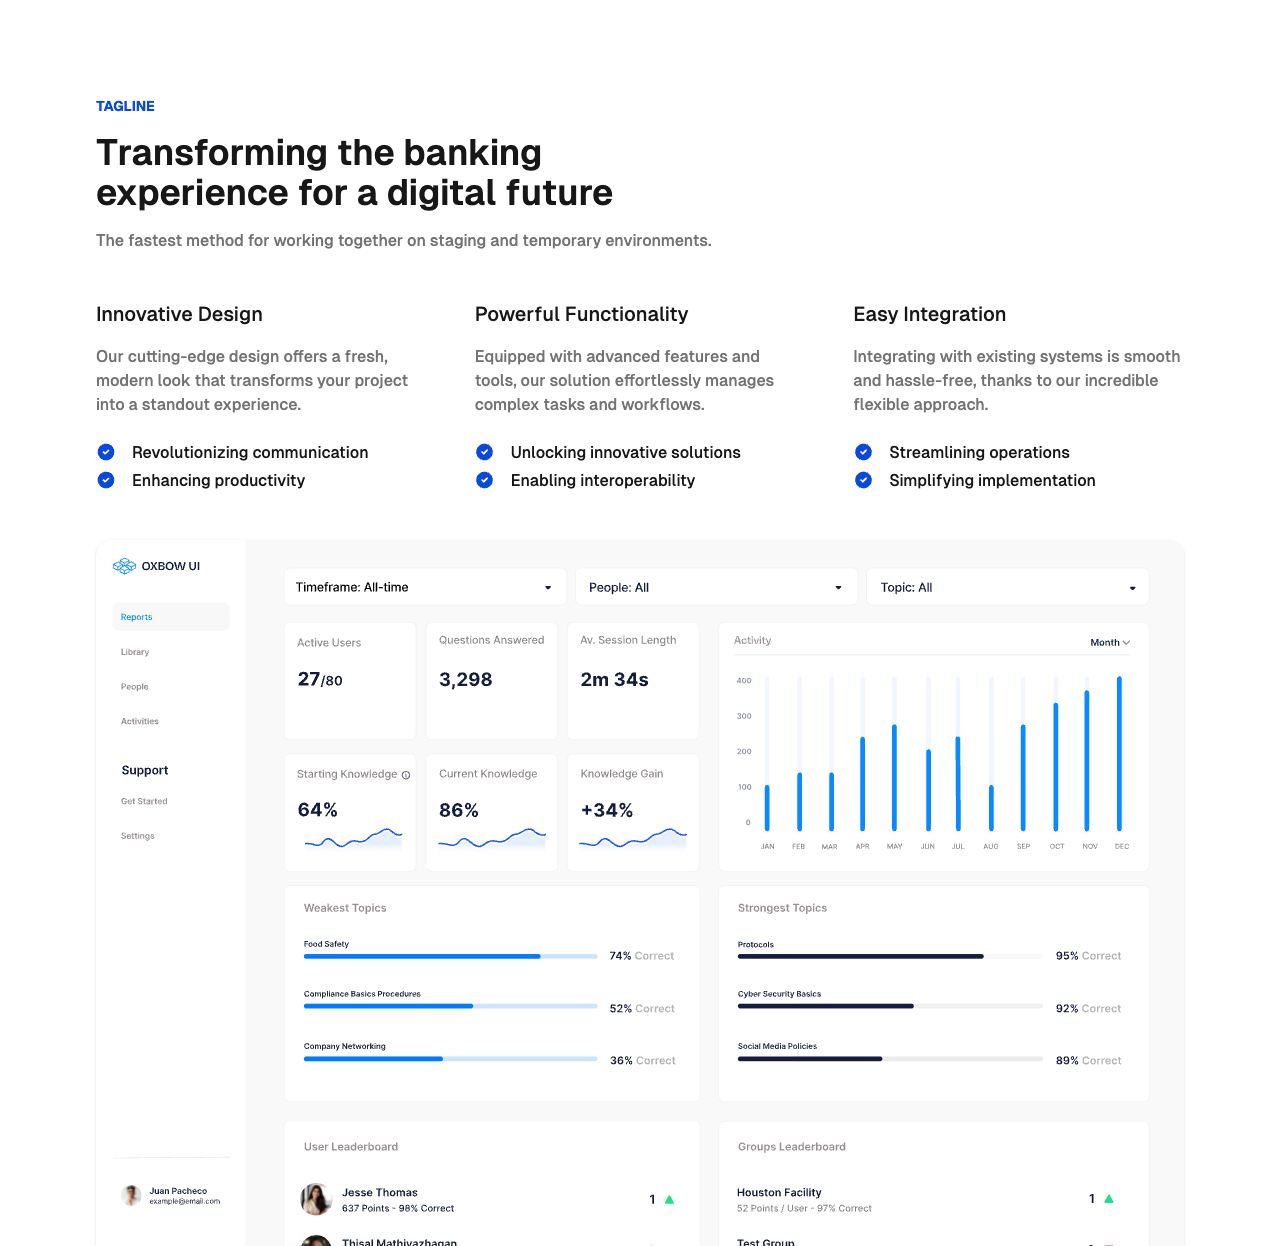 TAGLINE
Transforming the banking
experience for a digital future
The fastest method for working together on staging and temporary environments.
Innovative Design
Our cutting-edge design offers a fresh,
modern look that transforms your project
into a standout experience.
Revolutionizing communication
Enhancing productivity
Powerful Functionality
Equipped with advanced features and
tools, our solution effortlessly manages
complex tasks and workflows.
Unlocking innovative solutions
Enabling interoperability
Easy Integration
Integrating with existing systems is smooth
and hassle-free, thanks to our incredible
flexible approach.
Streamlining operations
Simplifying implementation
OXBOW UI
Reports
Library
People
Activities
Support
Get Started
Settings
Juan Pacheco
example@email.com
Timeframe: All-time
People: All
Topic: All
Active Users
27/80
Questions Answered
3,298
Av. Session Length
2m 34s
Starting Knowledge
64%
Current Knowledge
86%
Knowledge Gain
+34%
Activity
Month
400
300
200
100
0
JAN FEB MAR APR MAY JUN JUL AUG SEP OCT NOV DEC
Weakest Topics
Food Safety
74% Correct
Compliance Basics Procedures
52% Correct
Company Networking
36% Correct
Strongest Topics
Protocols
95% Correct
Cyber Security Basics
92% Correct
Social Media Policies
89% Correct
User Leaderboard
Jesse Thomas
637 Points - 98% Correct
1
Thisal Mathiyazhagan
Groups Leaderboard
Houston Facility
52 Points / User - 97% Correct
1
Test Group